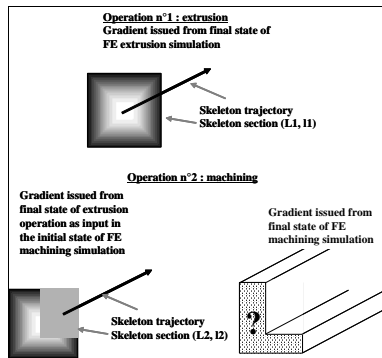 Operation n°1 : extrusion
Gradient issued from final state of
FE extrusion simulation
Skeleton trajectory
Skeleton section (L1, l1)
Operation n°2 : machining
Gradient issued from
final state of extrusion
operation as input in
the initial state of FE
machining simulation
Skeleton trajectory
Skeleton section (L2, l2)
Gradient issued from
final state of FE
machining simulation
?